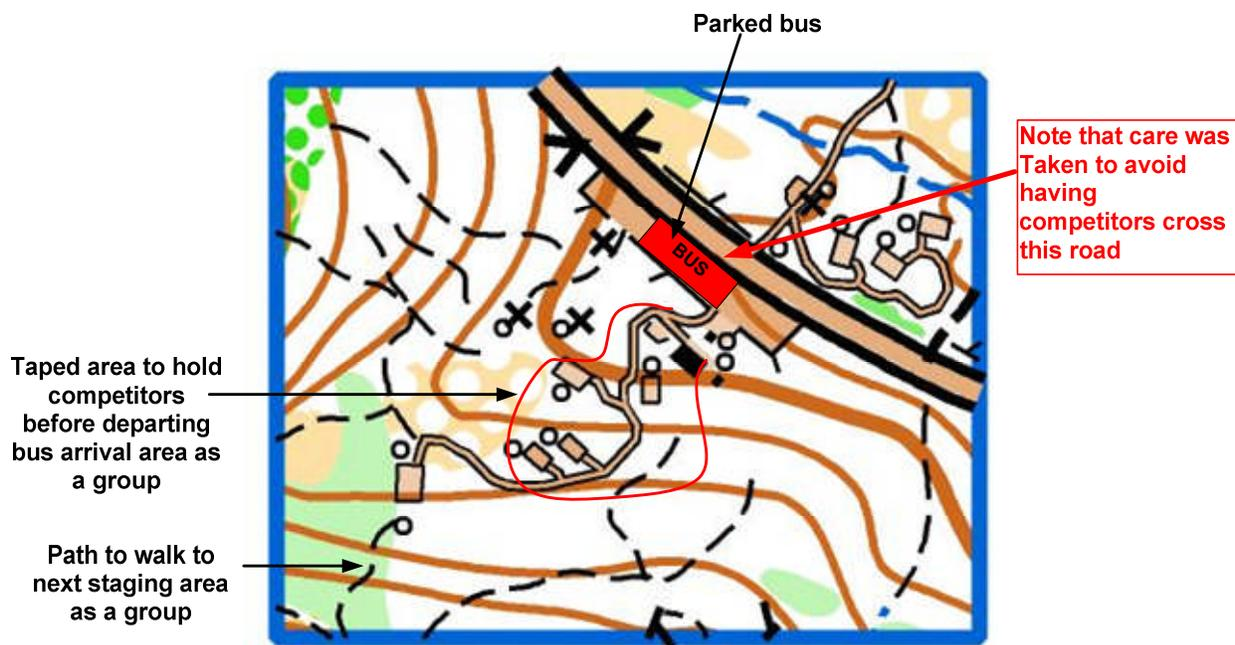 Parked bus
Note that care was
Taken to avoid
having
competitors cross
this road
BUS
Taped area to hold
competitors
before departing
bus arrival area as
a group
Path to walk to
next staging area
as a group